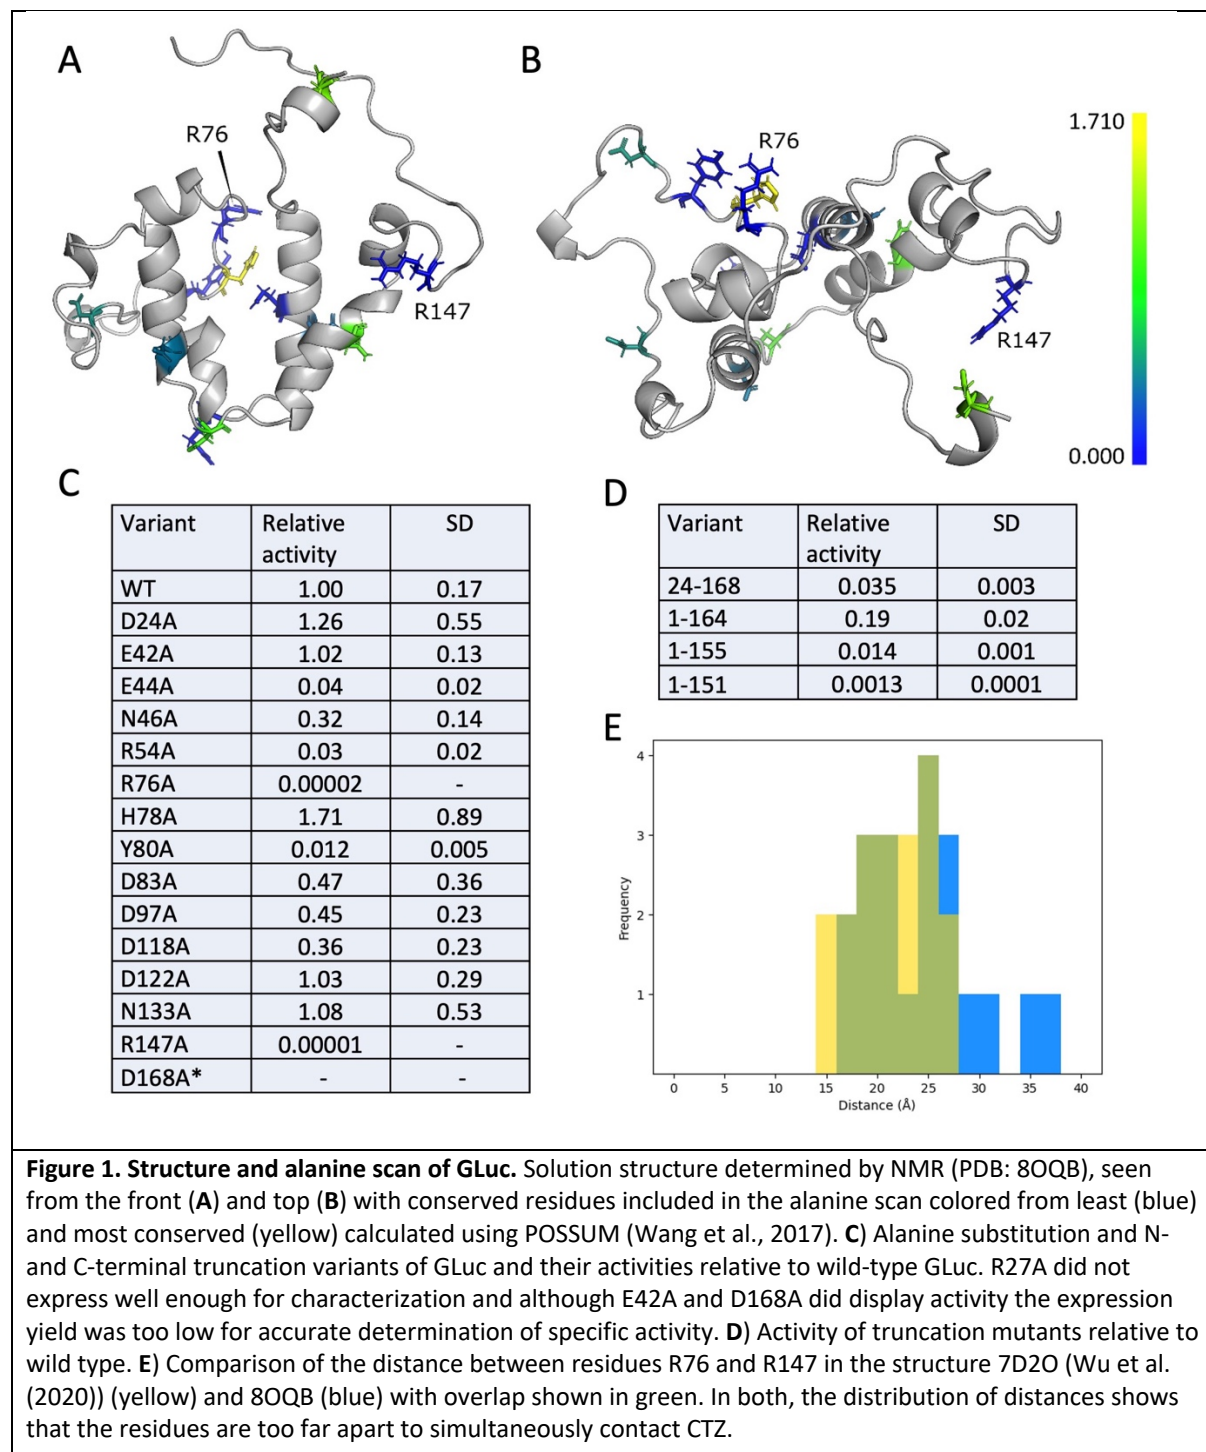 A
B
R76
R147
R76
R147
1.710
0.000
C
Variant Relative activity SD
WT 1.00 0.17
D24A 1.26 0.55
E42A 1.02 0.13
E44A 0.04 0.02
N46A 0.32 0.14
R54A 0.03 0.02
R76A 0.00002 -
H78A 1.71 0.89
Y80A 0.012 0.005
D83A 0.47 0.36
D97A 0.45 0.23
D118A 0.36 0.23
D122A 1.03 0.29
N133A 1.08 0.53
R147A 0.00001 -
D168A* - -
D
Variant Relative activity SD
24-168 0.035 0.003
1-164 0.19 0.02
1-155 0.014 0.001
1-151 0.0013 0.0001
E
Frequency
4
3
2
1
0 5 10 15 20 25 30 35 40
Distance (Å)
Figure 1. Structure and alanine scan of GLuc. Solution structure determined by NMR (PDB: 8OQB), seen
from the front (A) and top (B) with conserved residues included in the alanine scan colored from least (blue)
and most conserved (yellow) calculated using POSSUM (Wang et al., 2017). C) Alanine substitution and N-
and C-terminal truncation variants of GLuc and their activities relative to wild-type GLuc. R27A did not
express well enough for characterization and although E42A and D168A did display activity the expression
yield was too low for accurate determination of specific activity. D) Activity of truncation mutants relative to
wild type. E) Comparison of the distance between residues R76 and R147 in the structure 7D2O (Wu et al.
(2020)) (yellow) and 8OQB (blue) with overlap shown in green. In both, the distribution of distances shows
that the residues are too far apart to simultaneously contact CTZ.